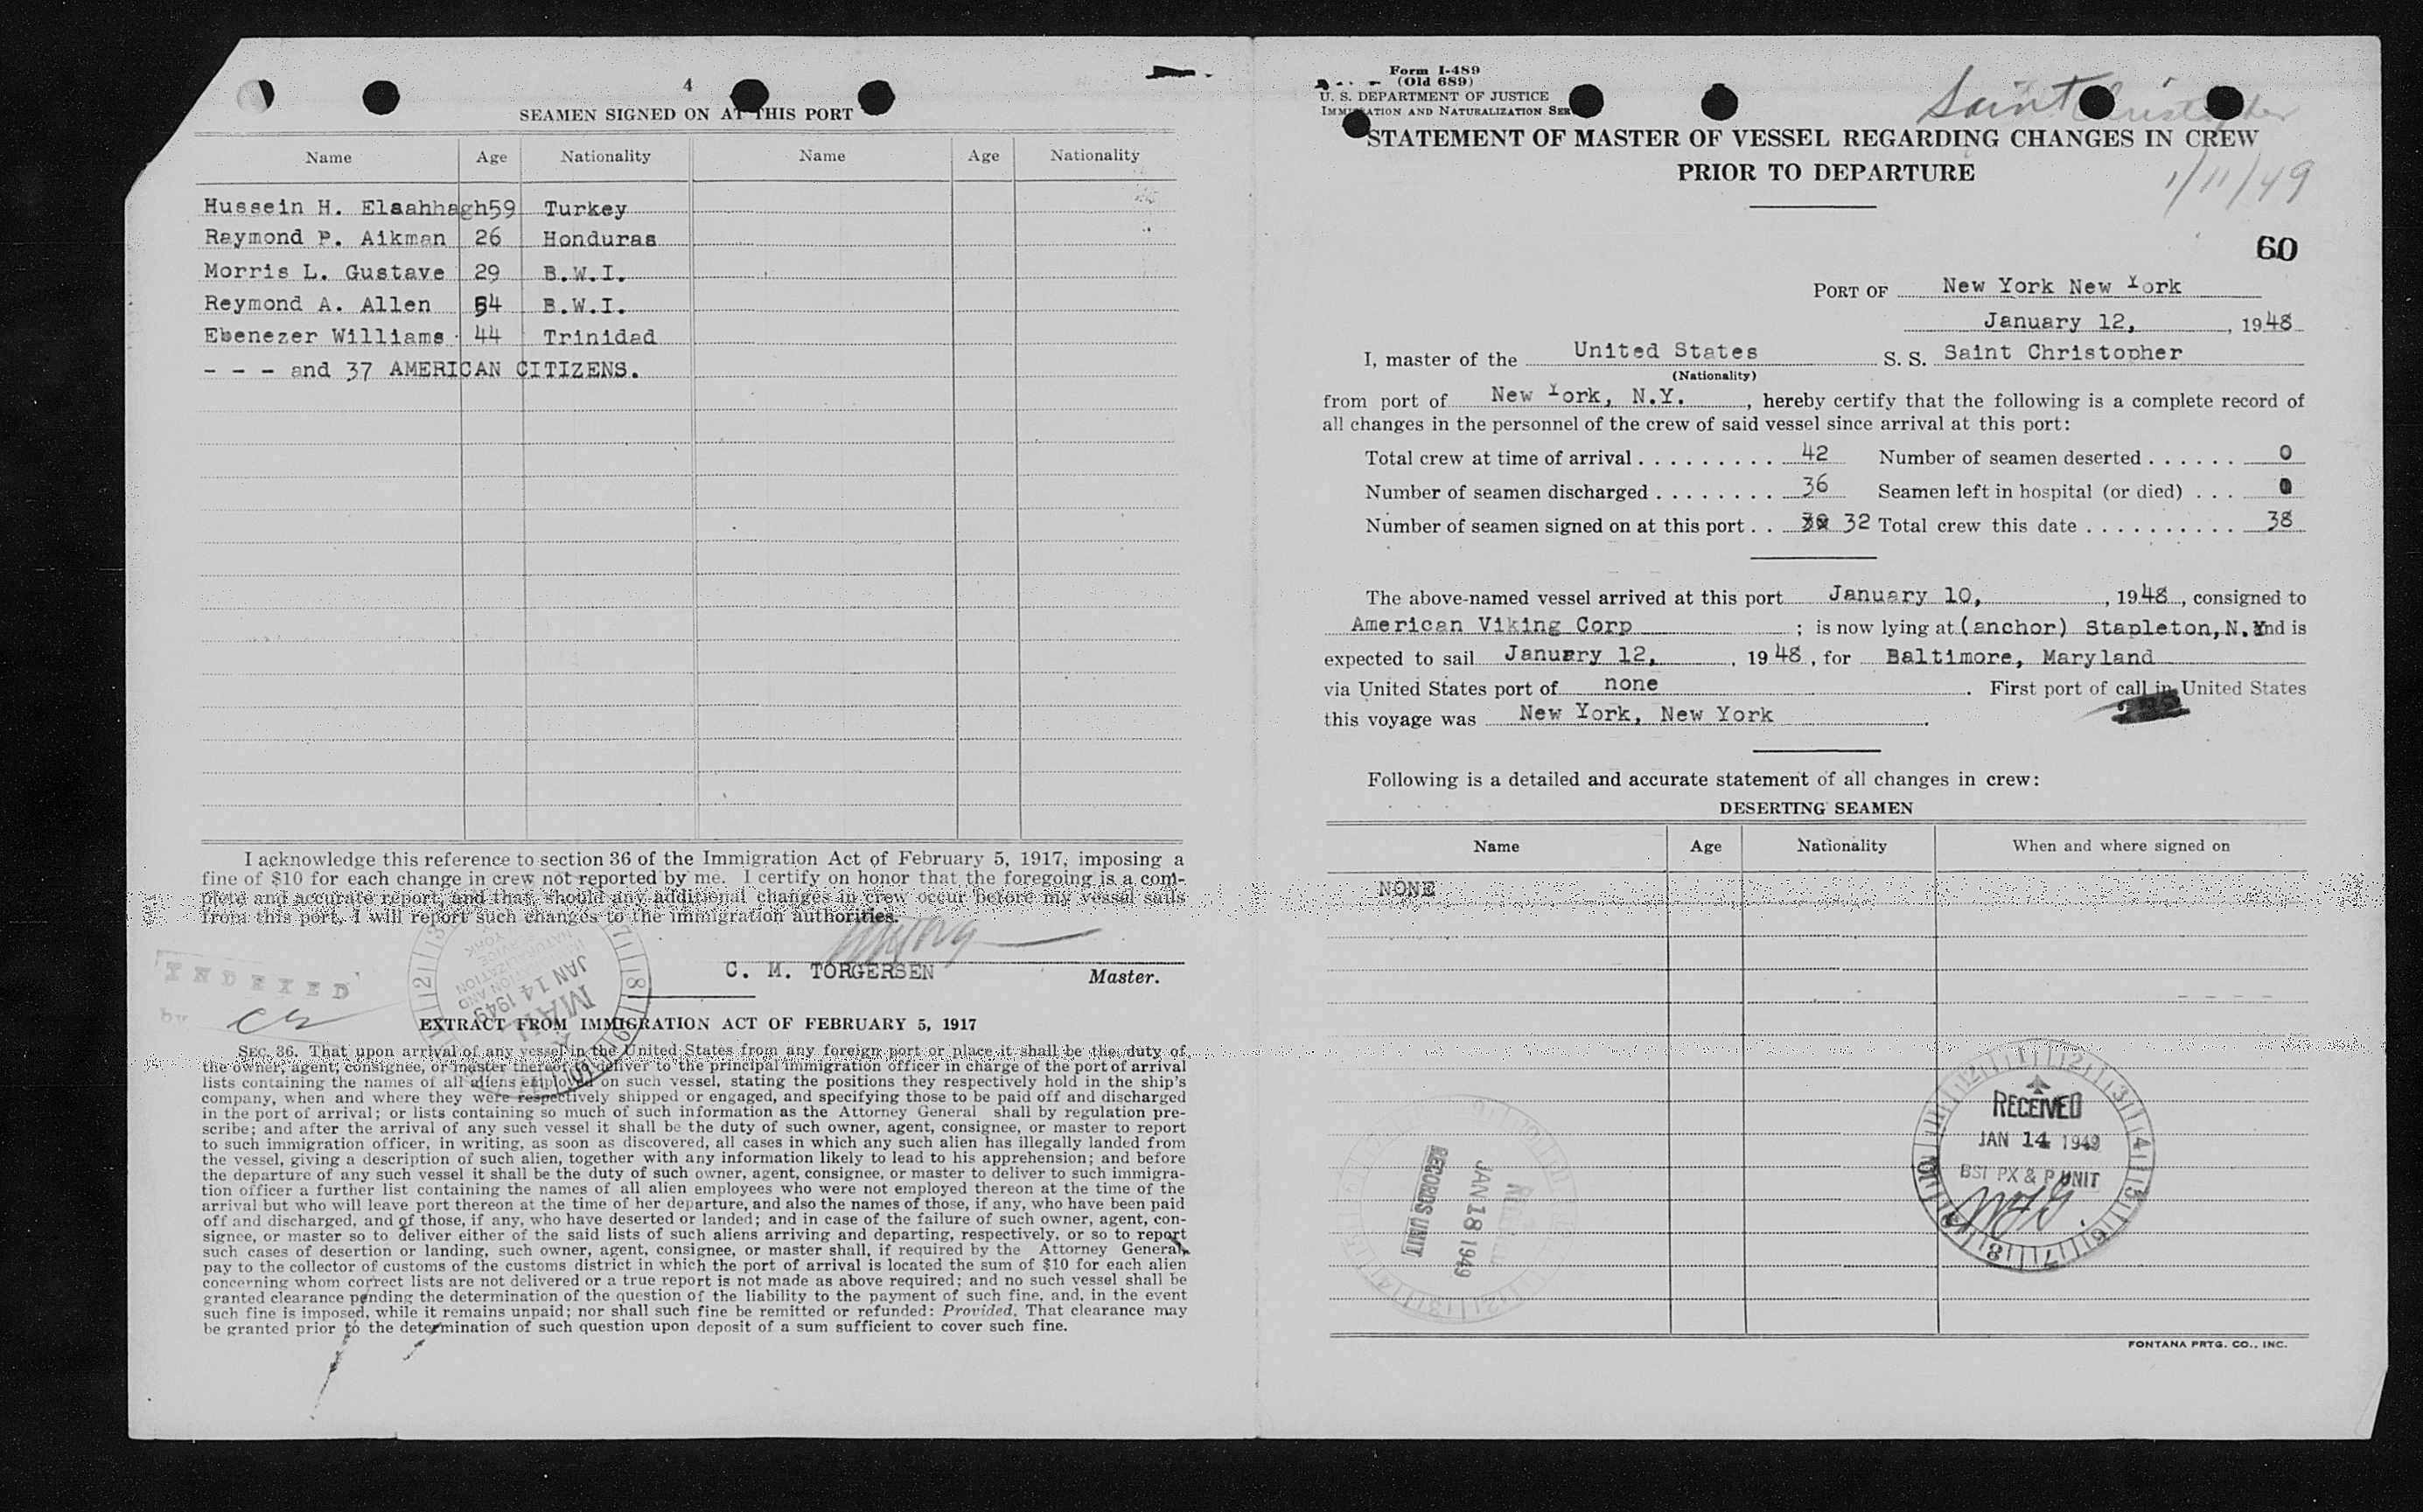 4
SEAMEN SIGNED ON AT THIS PORT
Name Age Nationality Name Age Nationality
Hussein H. Elsahhagh 59 Turkey
Raymond P. Aikman 26 Honduras
Morris L. Gustave 29 B.W.I.
Reymond A. Allen 54 B.W.I.
Ebenezer Williams 44 Trinidad
- - - and 37 AMERICAN CITIZENS.
I acknowledge this reference to section 36 of the Immigration Act of February 5, 1917, imposing a
fine of $10 for each change in crew not reported by me. I certify on honor that the foregoing is a com-
plete and accurate report, and that, should any additional changes in crew occur before my vessel sails
from this port, I will report such changes to the immigration authorities.
C. M. TORGERSEN Master.
INDEXED
by
MAIL
JAN 14 1949
EXTRACT FROM IMMIGRATION ACT OF FEBRUARY 5, 1917
SEC. 36. That upon arrival of any vessel in the United States from any foreign port or place it shall be the duty of
the owner, agent, consignee, or master thereof to deliver to the principal immigration officer in charge of the port of arrival
lists containing the names of all aliens employed on such vessel, stating the positions they respectively hold in the ship's
company, when and where they were respectively shipped or engaged, and specifying those to be paid off and discharged
in the port of arrival; or lists containing so much of such information as the Attorney General shall by regulation pre-
scribe; and after the arrival of any such vessel it shall be the duty of such owner, agent, consignee, or master to report
to such immigration officer, in writing, as soon as discovered, all cases in which any such alien has illegally landed from
the vessel, giving a description of such alien, together with any information likely to lead to his apprehension; and before
the departure of any such vessel it shall be the duty of such owner, agent, consignee, or master to deliver to such immigra-
tion officer a further list containing the names of all alien employees who were not employed thereon at the time of the
arrival but who will leave port thereon at the time of her departure, and also the names of those, if any, who have been paid
off and discharged, and of those, if any, who have deserted or landed; and in case of the failure of such owner, agent, con-
signee, or master so to deliver either of the said lists of such aliens arriving and departing, respectively, or so to report
such cases of desertion or landing, such owner, agent, consignee, or master shall, if required by the Attorney General,
pay to the collector of customs of the customs district in which the port of arrival is located the sum of $10 for each alien
concerning whom correct lists are not delivered or a true report is not made as above required; and no such vessel shall be
granted clearance pending the determination of the question of the liability to the payment of such fine, and, in the event
such fine is imposed, while it remains unpaid; nor shall such fine be remitted or refunded: Provided, That clearance may
be granted prior to the determination of such question upon deposit of a sum sufficient to cover such fine.
Form I-489
(Old 689)
U. S. DEPARTMENT OF JUSTICE
IMMIGRATION AND NATURALIZATION SER
Saint Christopher
STATEMENT OF MASTER OF VESSEL REGARDING CHANGES IN CREW
PRIOR TO DEPARTURE
1/11/49
60
PORT OF New York New York
January 12, , 1948
I, master of the United States S. S. Saint Christopher
(Nationality)
from port of New York, N.Y. , hereby certify that the following is a complete record of
all changes in the personnel of the crew of said vessel since arrival at this port:
Total crew at time of arrival . . . . . . . . . . 42 Number of seamen deserted . . . . . . 0
Number of seamen discharged . . . . . . . . 36 Seamen left in hospital (or died) . . . 0
Number of seamen signed on at this port . . 32 Total crew this date . . . . . . . . . . 38
The above-named vessel arrived at this port January 10, , 1948 , consigned to
American Viking Corp ; is now lying at (anchor) Stapleton, N.Y and is
expected to sail January 12, , 1948 , for Baltimore, Maryland
via United States port of none . First port of call in United States
this voyage was New York, New York .
Following is a detailed and accurate statement of all changes in crew:
DESERTING SEAMEN
Name Age Nationality When and where signed on
NONE
RECEIVED
JAN 14 1949
BSI PX & P UNIT
JAN 18 1949
RECORDS UNIT
FONTANA PRTG. CO., INC.